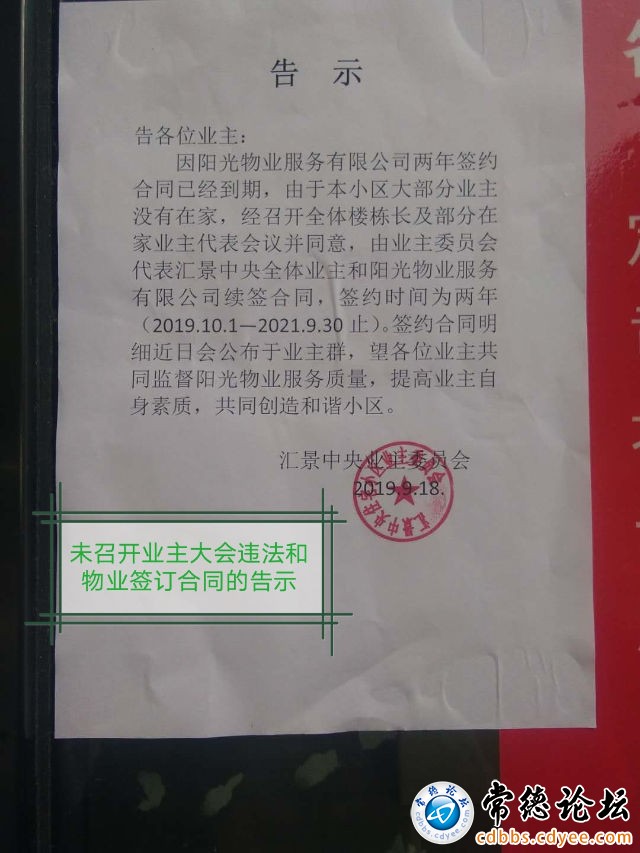 告 示
告各位业主：
因阳光物业服务有限公司两年签约
合同已经到期，由于本小区大部分业主
没有在家，经召开全体楼栋长及部分在
家业主代表会议并同意，由业主委员会
代表汇景中央全体业主和阳光物业服务
有限公司续签合同，签约时间为两年
（2019.10.1—2021.9.30 止）。签约合同明
细近日会公布于业主群，望各位业主共
同监督阳光物业服务质量，提高业主自
身素质，共同创造和谐小区。
汇景中央业主委员会
2019.9.18.
未召开业主大会违法和
物业签订合同的告示
常德论坛
cdbbs.cdyee.com